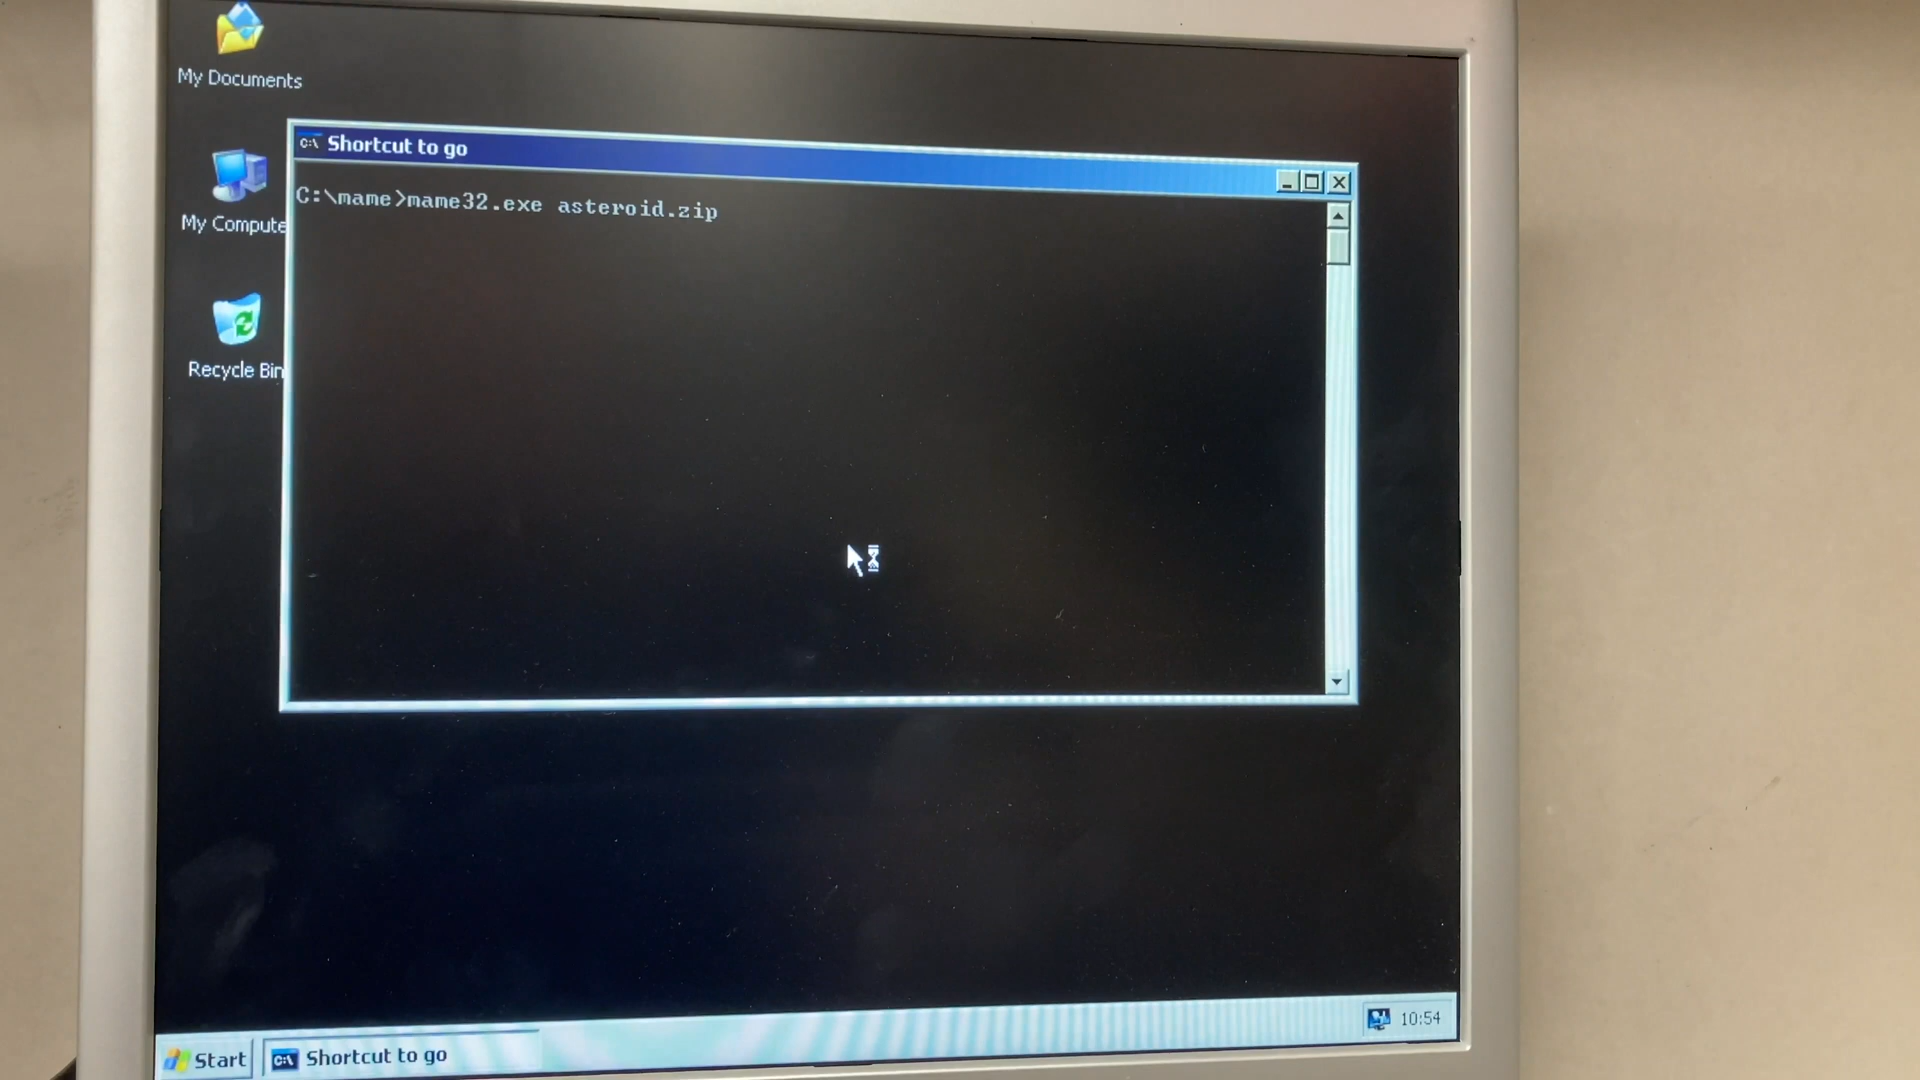 My Documents
Shortcut to go
C:\mame>mame32.exe asteroid.zip
My Compute
Recycle Bin
Start
Shortcut to go
10:54